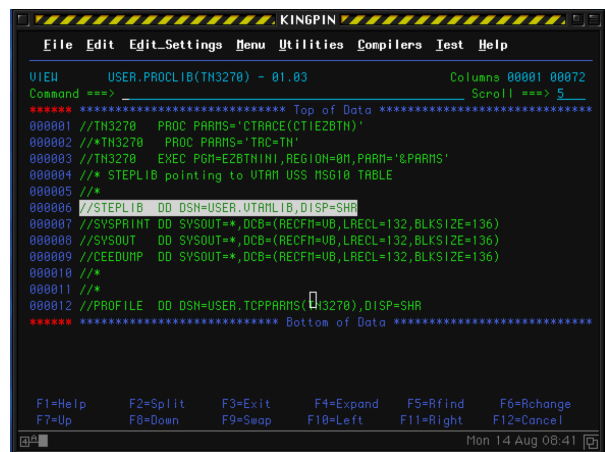 KINGPIN
File Edit Edit_Settings Menu Utilities Compilers Test Help
VIEW USER.PROCLIB(TN3270) - 01.03 Columns 00001 00072
Command ===> Scroll ===> 5
****** **************************** Top of Data *****************************
000001 //TN3270 PROC PARMS='CTRACE(CTIEZBTN)'
000002 //*TN3270 PROC PARMS='TRC=TN'
000003 //TN3270 EXEC PGM=EZBTNINI,REGION=0M,PARM='&PARMS'
000004 //* STEPLIB pointing to VTAM USS MSG10 TABLE
000005 //*
000006 //STEPLIB DD DSN=USER.VTAMLIB,DISP=SHR
000007 //SYSPRINT DD SYSOUT=*,DCB=(RECFM=VB,LRECL=132,BLKSIZE=136)
000008 //SYSOUT DD SYSOUT=*,DCB=(RECFM=VB,LRECL=132,BLKSIZE=136)
000009 //CEEDUMP DD SYSOUT=*,DCB=(RECFM=VB,LRECL=132,BLKSIZE=136)
000010 //*
000011 //*
000012 //PROFILE DD DSN=USER.TCPPARMS(TN3270),DISP=SHR
****** *************************** Bottom of Data ***************************
F1=Help F2=Split F3=Exit F4=Expand F5=Rfind F6=Rchange
F7=Up F8=Down F9=Swap F10=Left F11=Right F12=Cancel
4 Mon 14 Aug 08:41